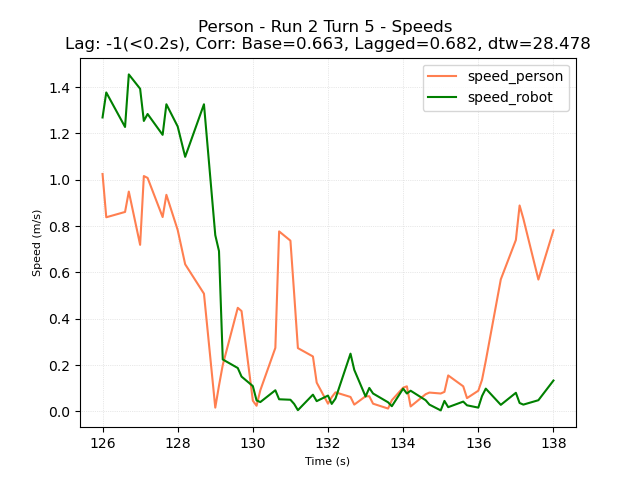 Person - Run 2 Turn 5 - Speeds
Lag: -1(<0.2s), Corr: Base=0.663, Lagged=0.682, dtw=28.478
speed_person
speed_robot
1.4
1.2
1.0
0.8
0.6
0.4
0.2
0.0
Speed (m/s)
126 128 130 132 134 136 138
Time (s)